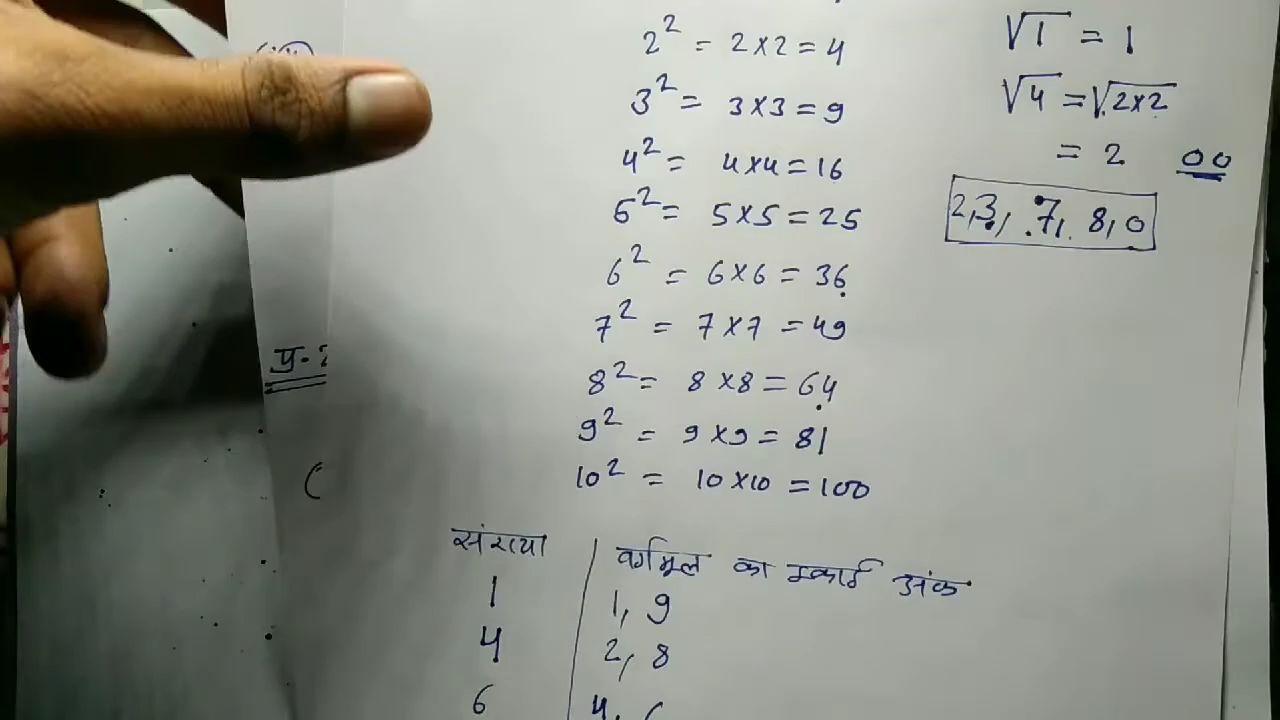 2² = 2×2 = 4
3² = 3×3 = 9
4² = 4×4 = 16
5² = 5×5 = 25
6² = 6×6 = 36
7² = 7×7 = 49
8² = 8×8 = 64
9² = 9×9 = 81
10² = 10×10 = 100
√1 = 1
√4 = √2×2
= 2 00
2, 3, 7, 8, 0
प्र.2
(
संख्या | वर्गमूल का इकाई अंक
1 | 1, 9
4 | 2, 8
6 | 4,